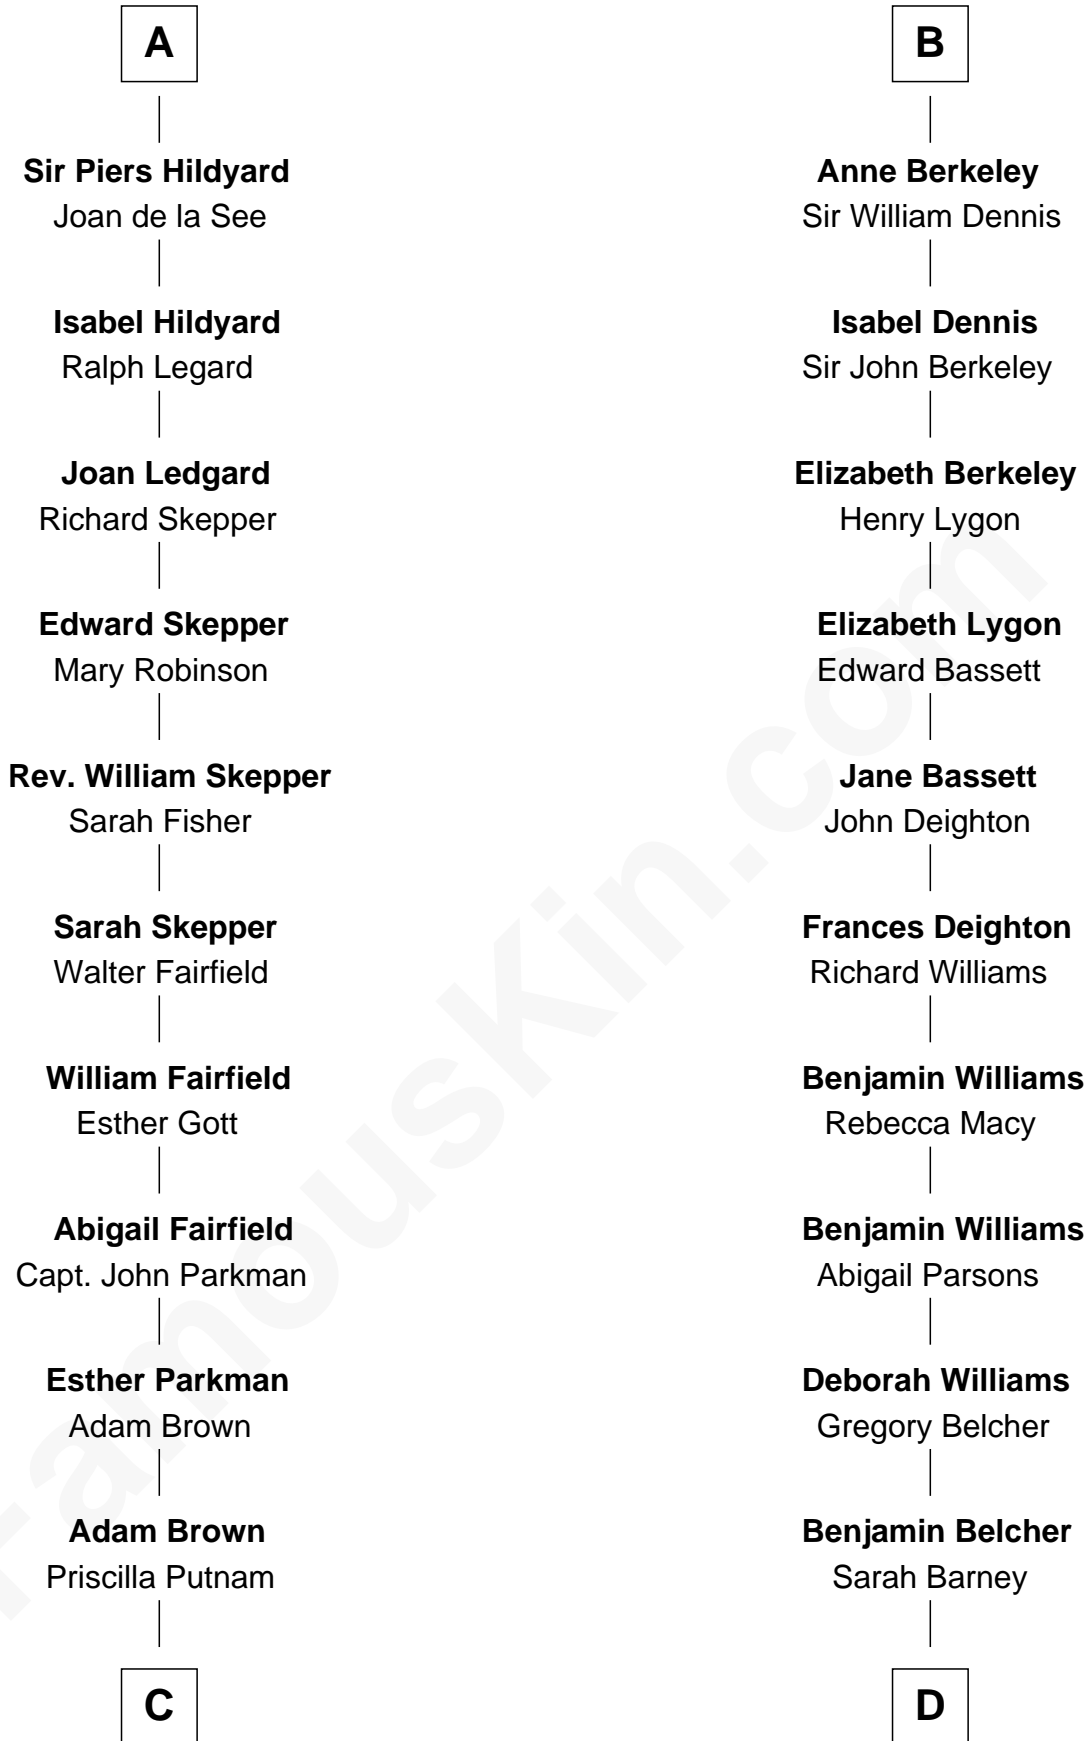 A
Sir Piers Hildyard
Joan de la See
Isabel Hildyard
Ralph Legard
Joan Ledgard
Richard Skepper
Edward Skepper
Mary Robinson
Rev. William Skepper
Sarah Fisher
Sarah Skepper
Walter Fairfield
William Fairfield
Esther Gott
Abigail Fairfield
Capt. John Parkman
Esther Parkman
Adam Brown
Adam Brown
Priscilla Putnam
C
B
Anne Berkeley
Sir William Dennis
Isabel Dennis
Sir John Berkeley
Elizabeth Berkeley
Henry Lygon
Elizabeth Lygon
Edward Bassett
Jane Bassett
John Deighton
Frances Deighton
Richard Williams
Benjamin Williams
Rebecca Macy
Benjamin Williams
Abigail Parsons
Deborah Williams
Gregory Belcher
Benjamin Belcher
Sarah Barney
D
FamousKin.com